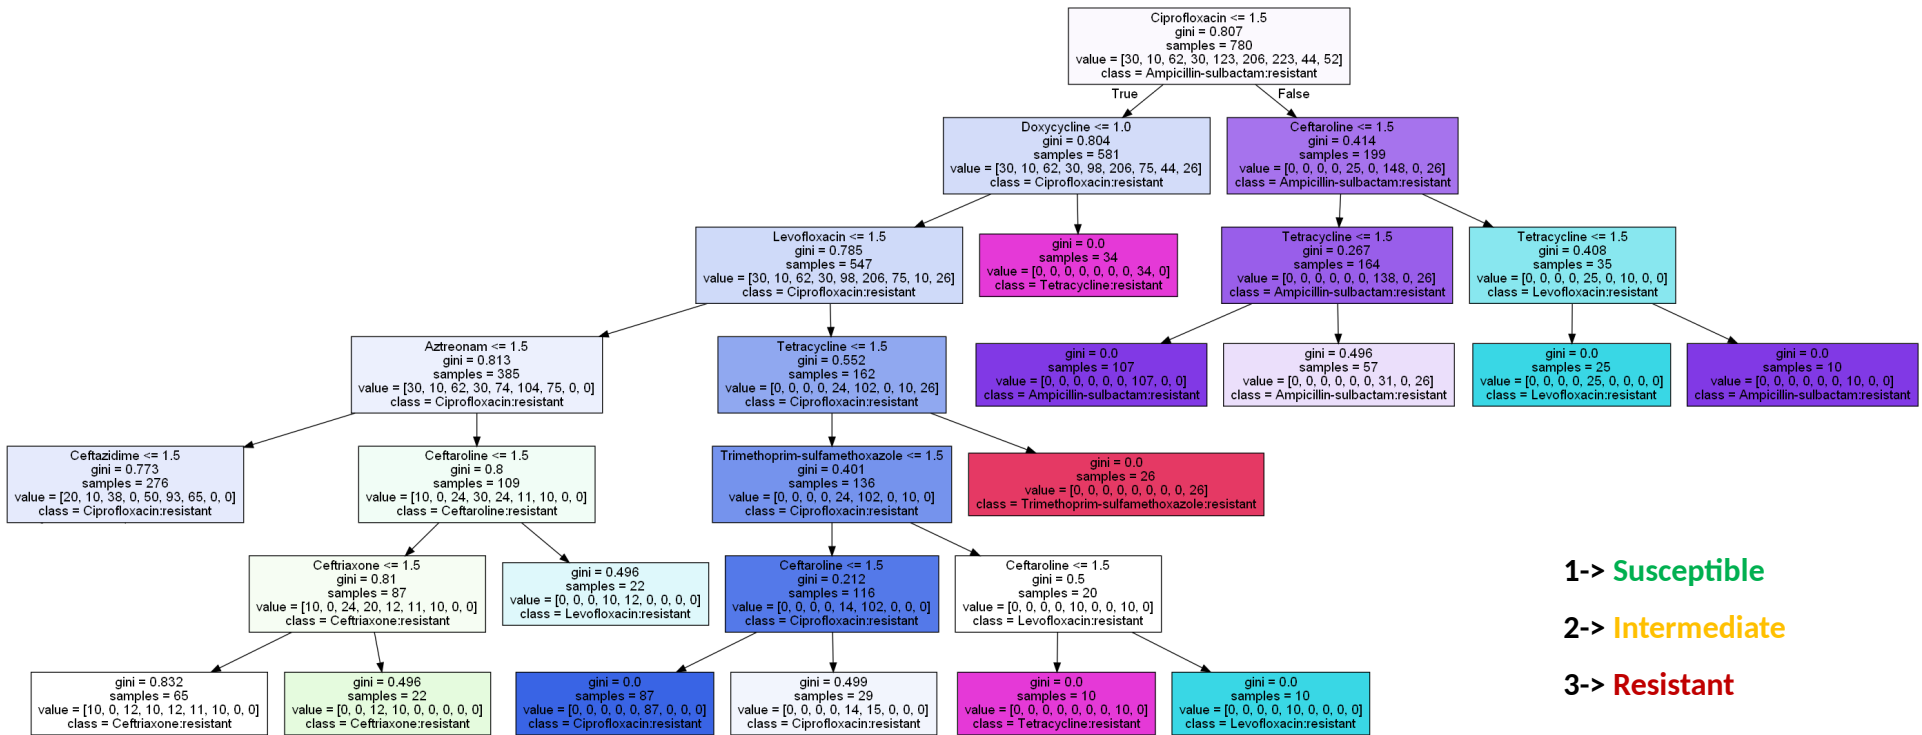 Ciprofloxacin <= 1.5
gini = 0.807
samples = 780
value = [30, 10, 62, 30, 123, 206, 223, 44, 52]
class = Ampicillin-sulbactam:resistant
True
False
Doxycycline <= 1.0
gini = 0.804
samples = 581
value = [30, 10, 62, 30, 98, 206, 75, 44, 26]
class = Ciprofloxacin:resistant
Ceftaroline <= 1.5
gini = 0.414
samples = 199
value = [0, 0, 0, 0, 25, 0, 148, 0, 26]
class = Ampicillin-sulbactam:resistant
Levofloxacin <= 1.5
gini = 0.785
samples = 547
value = [30, 10, 62, 30, 98, 206, 75, 10, 26]
class = Ciprofloxacin:resistant
gini = 0.0
samples = 34
value = [0, 0, 0, 0, 0, 0, 0, 34, 0]
class = Tetracycline:resistant
Tetracycline <= 1.5
gini = 0.267
samples = 164
value = [0, 0, 0, 0, 0, 0, 138, 0, 26]
class = Ampicillin-sulbactam:resistant
Tetracycline <= 1.5
gini = 0.408
samples = 35
value = [0, 0, 0, 0, 25, 0, 10, 0, 0]
class = Levofloxacin:resistant
Aztreonam <= 1.5
gini = 0.813
samples = 385
value = [30, 10, 62, 30, 74, 104, 75, 0, 0]
class = Ciprofloxacin:resistant
Tetracycline <= 1.5
gini = 0.552
samples = 162
value = [0, 0, 0, 0, 24, 102, 0, 10, 26]
class = Ciprofloxacin:resistant
gini = 0.0
samples = 107
value = [0, 0, 0, 0, 0, 0, 107, 0, 0]
class = Ampicillin-sulbactam:resistant
gini = 0.496
samples = 57
value = [0, 0, 0, 0, 0, 0, 31, 0, 26]
class = Ampicillin-sulbactam:resistant
gini = 0.0
samples = 25
value = [0, 0, 0, 0, 25, 0, 0, 0, 0]
class = Levofloxacin:resistant
gini = 0.0
samples = 10
value = [0, 0, 0, 0, 0, 0, 10, 0, 0]
class = Ampicillin-sulbactam:resistant
Ceftazidime <= 1.5
gini = 0.773
samples = 276
value = [20, 10, 38, 0, 50, 93, 65, 0, 0]
class = Ciprofloxacin:resistant
Ceftaroline <= 1.5
gini = 0.8
samples = 109
value = [10, 0, 24, 30, 24, 11, 10, 0, 0]
class = Ceftaroline:resistant
Trimethoprim-sulfamethoxazole <= 1.5
gini = 0.401
samples = 136
value = [0, 0, 0, 0, 24, 102, 0, 10, 0]
class = Ciprofloxacin:resistant
gini = 0.0
samples = 26
value = [0, 0, 0, 0, 0, 0, 0, 0, 26]
class = Trimethoprim-sulfamethoxazole:resistant
Ceftriaxone <= 1.5
gini = 0.81
samples = 87
value = [10, 0, 24, 20, 12, 11, 10, 0, 0]
class = Ceftriaxone:resistant
gini = 0.496
samples = 22
value = [0, 0, 0, 10, 12, 0, 0, 0, 0]
class = Levofloxacin:resistant
Ceftaroline <= 1.5
gini = 0.212
samples = 116
value = [0, 0, 0, 0, 14, 102, 0, 0, 0]
class = Ciprofloxacin:resistant
Ceftaroline <= 1.5
gini = 0.5
samples = 20
value = [0, 0, 0, 0, 10, 0, 0, 10, 0]
class = Levofloxacin:resistant
gini = 0.832
samples = 65
value = [10, 0, 12, 10, 12, 11, 10, 0, 0]
class = Ceftriaxone:resistant
gini = 0.496
samples = 22
value = [0, 0, 12, 10, 0, 0, 0, 0, 0]
class = Ceftriaxone:resistant
gini = 0.0
samples = 87
value = [0, 0, 0, 0, 0, 87, 0, 0, 0]
class = Ciprofloxacin:resistant
gini = 0.499
samples = 29
value = [0, 0, 0, 0, 14, 15, 0, 0, 0]
class = Ciprofloxacin:resistant
gini = 0.0
samples = 10
value = [0, 0, 0, 0, 0, 0, 0, 10, 0]
class = Tetracycline:resistant
gini = 0.0
samples = 10
value = [0, 0, 0, 0, 10, 0, 0, 0, 0]
class = Levofloxacin:resistant
1-> Susceptible
2-> Intermediate
3-> Resistant